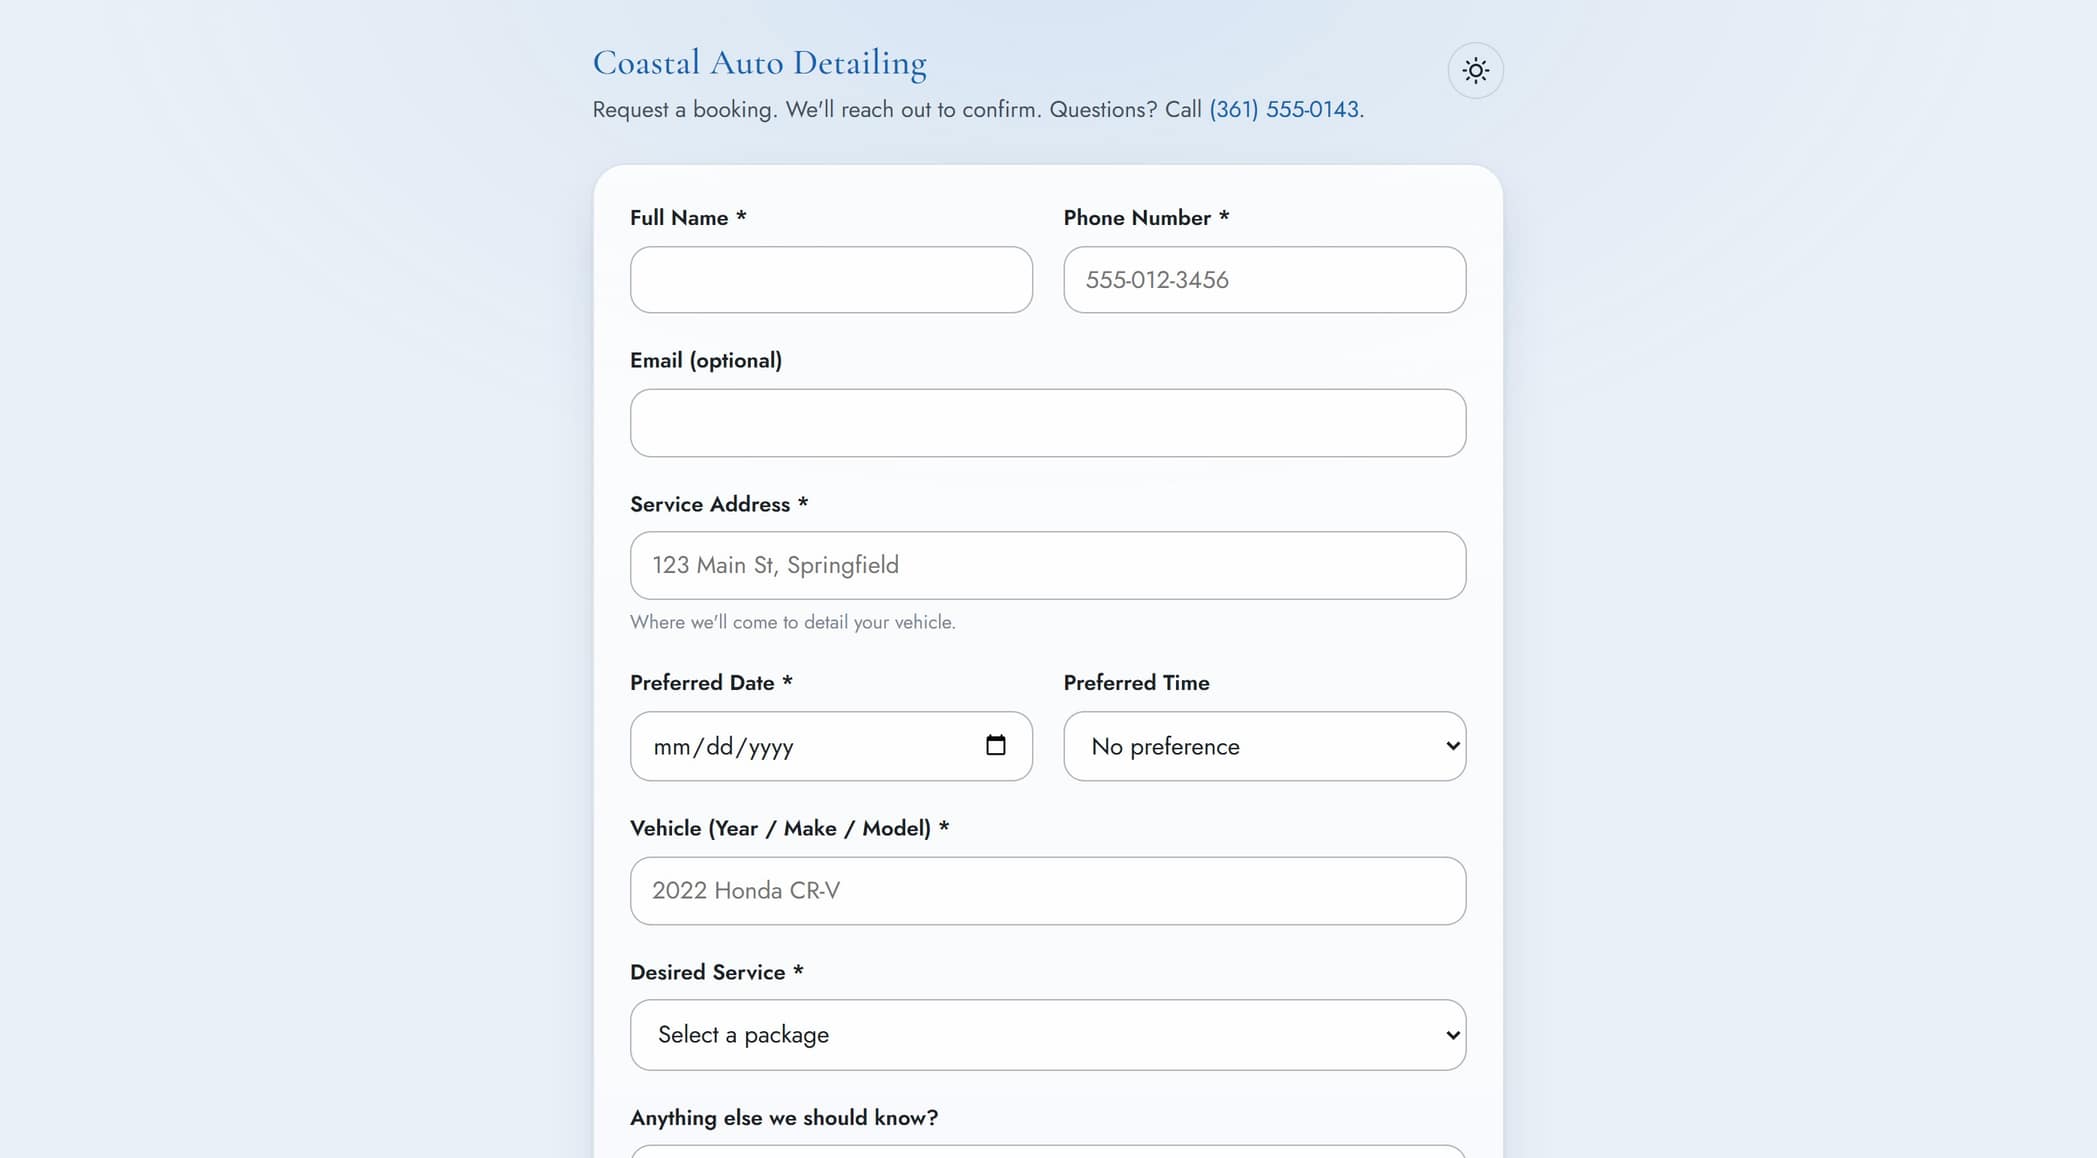 Coastal Auto Detailing
Request a booking. We'll reach out to confirm. Questions? Call (361) 555-0143.
Full Name *
Phone Number *
555-012-3456
Email (optional)
Service Address *
123 Main St, Springfield
Where we'll come to detail your vehicle.
Preferred Date *
Preferred Time
mm/dd/yyyy
No preference
Vehicle (Year / Make / Model) *
2022 Honda CR-V
Desired Service *
Select a package
Anything else we should know?